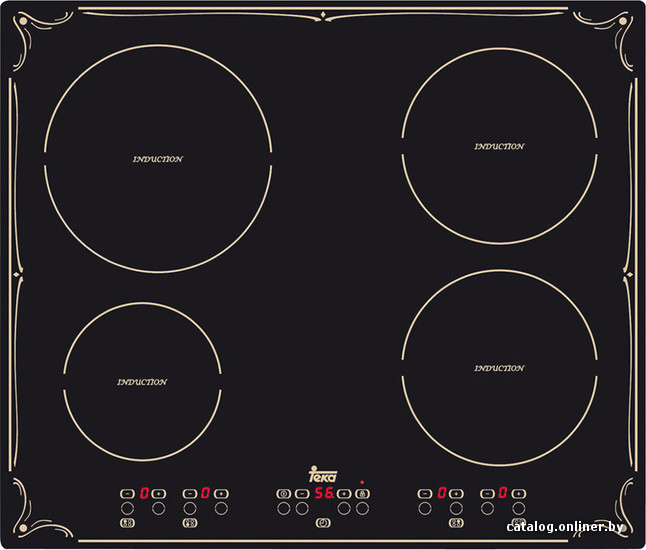 INDUCTION
INDUCTION
INDUCTION
INDUCTION
Teka
0 0 56. 0 0
catalog.onliner.by